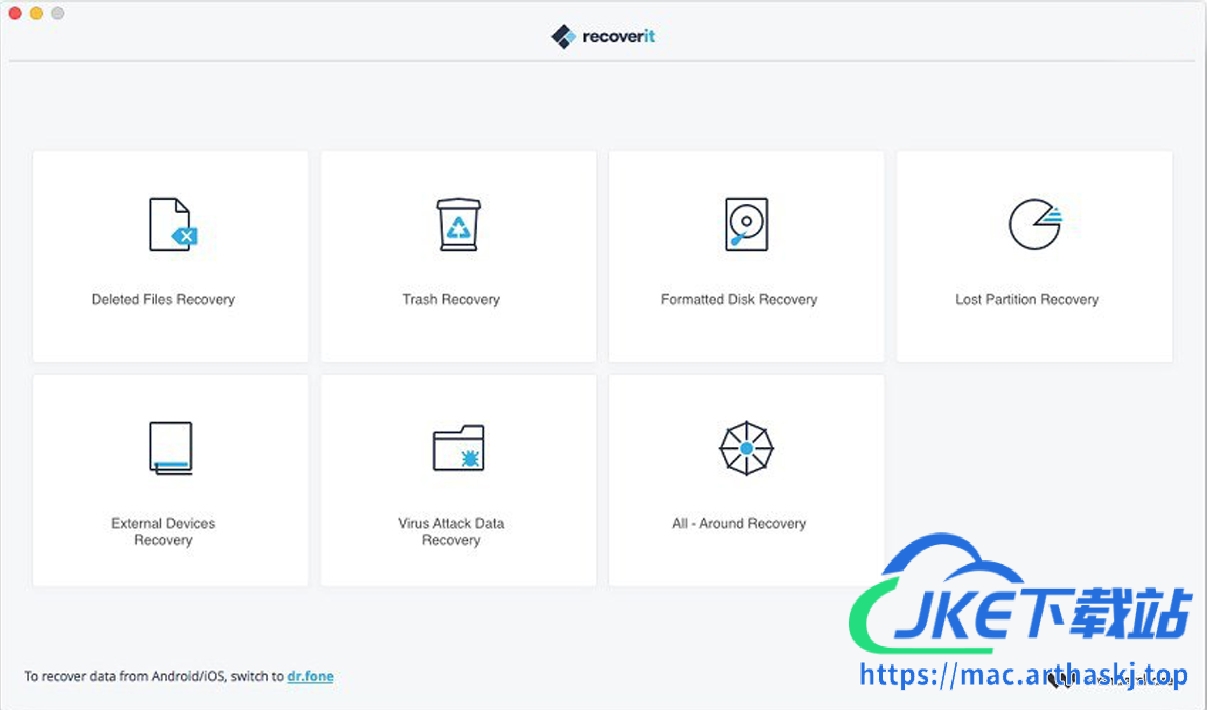 recoverit
Deleted Files Recovery
Trash Recovery
Formatted Disk Recovery
Lost Partition Recovery
External Devices
Recovery
Virus Attack Data
Recovery
All - Around Recovery
JKE下载站
To recover data from Android/iOS, switch to dr.fone
https://mac.arthaskj.top